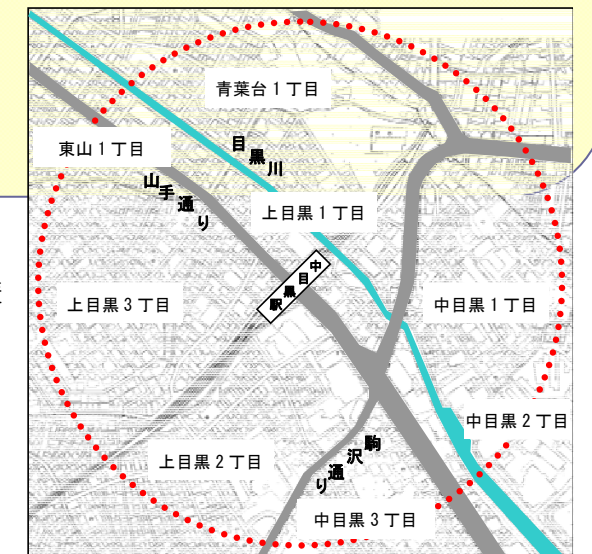 青葉台1丁目
東山1丁目
目黒川
山手通り
上目黒1丁目
中目黒駅
上目黒3丁目
中目黒1丁目
中目黒2丁目
上目黒2丁目
駒沢通り
中目黒3丁目